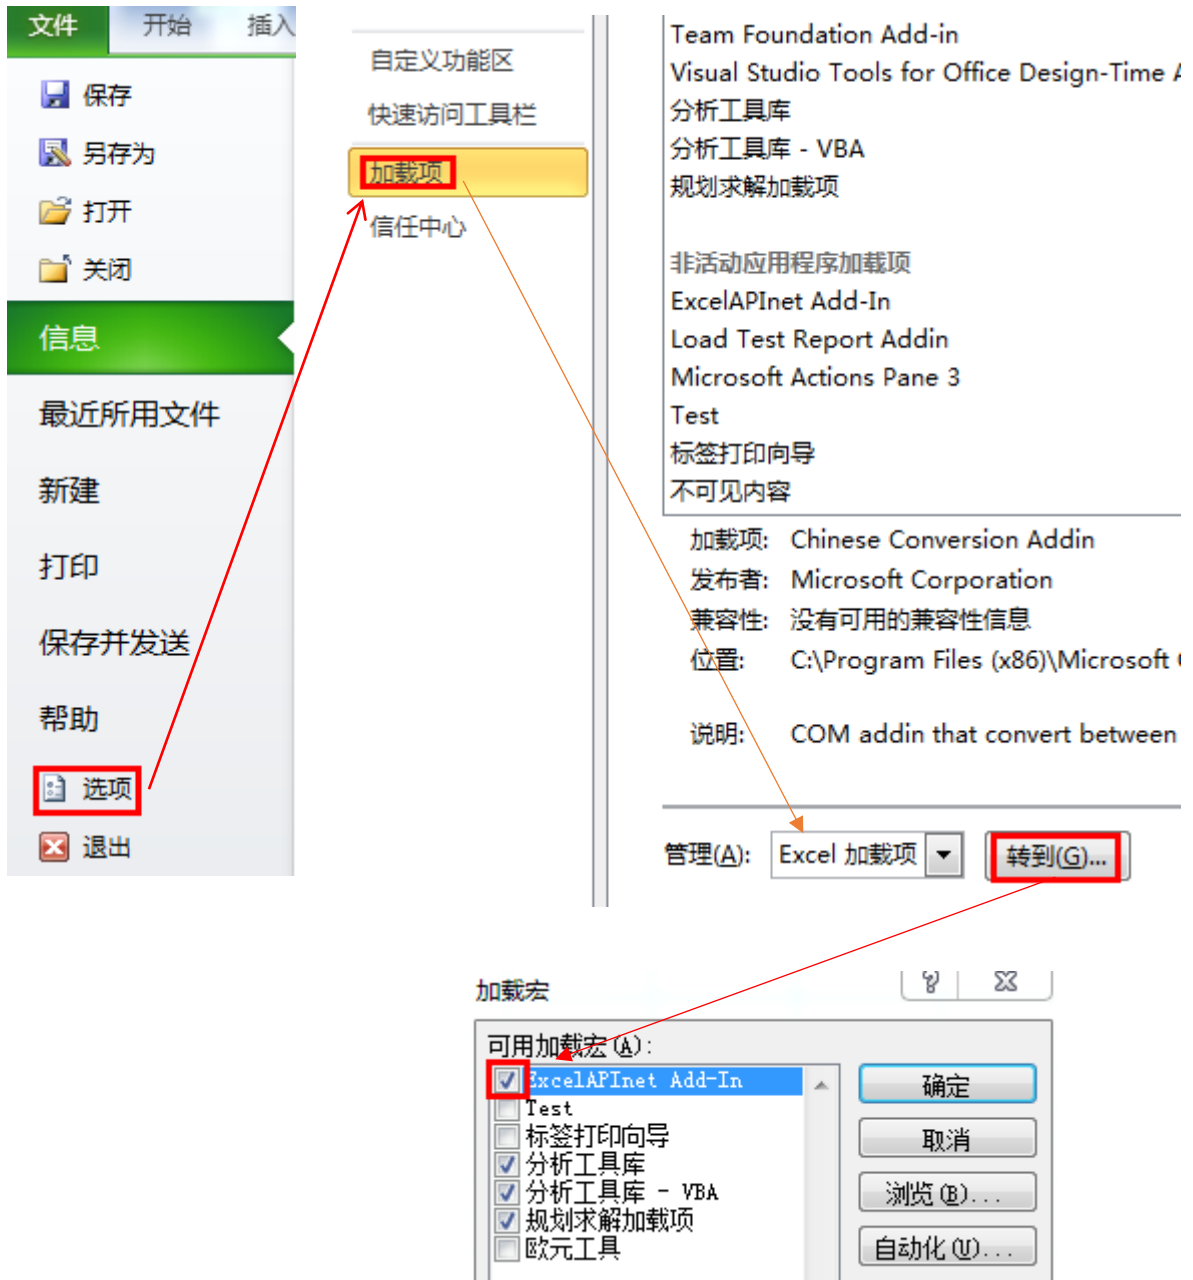 文件 开始 插入
保存
另存为
打开
关闭
信息
最近所用文件
新建
打印
保存并发送
帮助
选项
退出
自定义功能区
快速访问工具栏
加载项
信任中心
Team Foundation Add-in
Visual Studio Tools for Office Design-Time A
分析工具库
分析工具库 - VBA
规划求解加载项
非活动应用程序加载项
ExcelAPInet Add-In
Load Test Report Addin
Microsoft Actions Pane 3
Test
标签打印向导
不可见内容
加载项: Chinese Conversion Addin
发布者: Microsoft Corporation
兼容性: 没有可用的兼容性信息
位置: C:\Program Files (x86)\Microsoft
说明: COM addin that convert between
管理(A): Excel 加载项 转到(G)...
加载宏
可用加载宏(A):
ExcelAPInet Add-In
Test
标签打印向导
分析工具库
分析工具库 - VBA
规划求解加载项
欧元工具
确定
取消
浏览(B)...
自动化(U)...